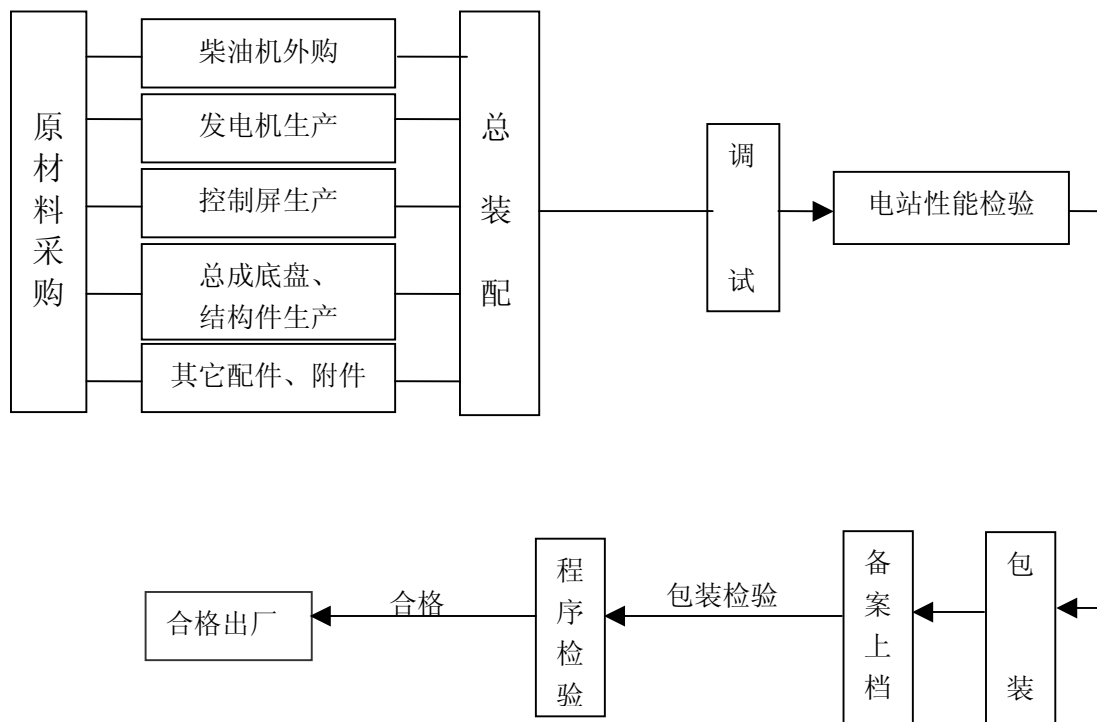 原材料采购
柴油机外购
发电机生产
控制屏生产
总成底盘、
结构件生产
其它配件、附件
总装配
调试
电站性能检验
包装
备案上档
包装检验
程序检验
合格
合格出厂